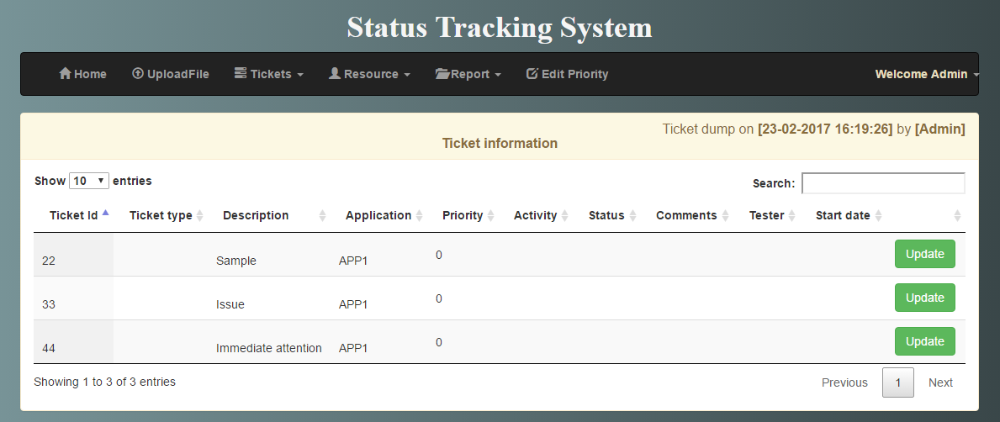 Status Tracking System
Home UploadFile Tickets Resource Report Edit Priority Welcome Admin
Ticket dump on [23-02-2017 16:19:26] by [Admin]
Ticket information
Show 10 entries Search:
Ticket Id Ticket type Description Application Priority Activity Status Comments Tester Start date
22 Sample APP1 0 Update
33 Issue APP1 0 Update
44 Immediate attention APP1 0 Update
Showing 1 to 3 of 3 entries Previous 1 Next